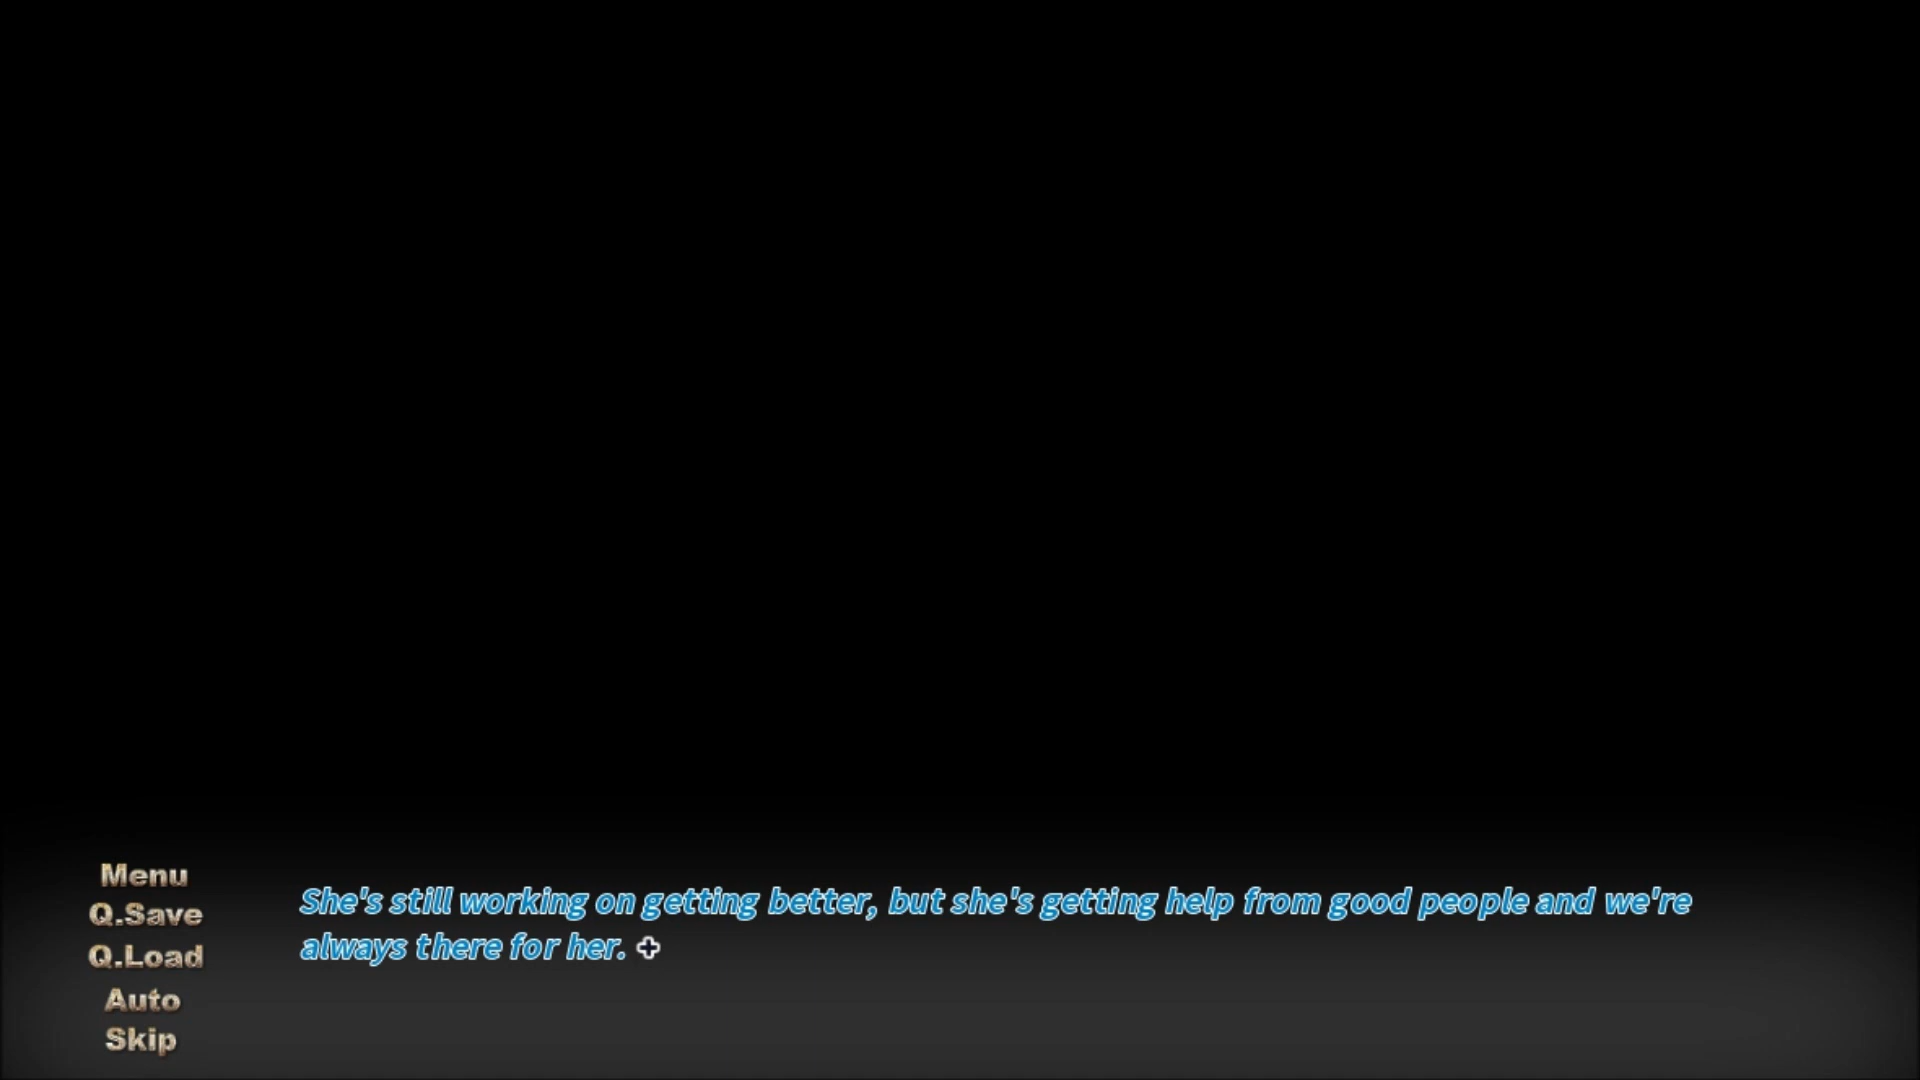 Menu
Q.Save
Q.Load
Auto
Skip
She's still working on getting better, but she's getting help from good people and we're
always there for her.